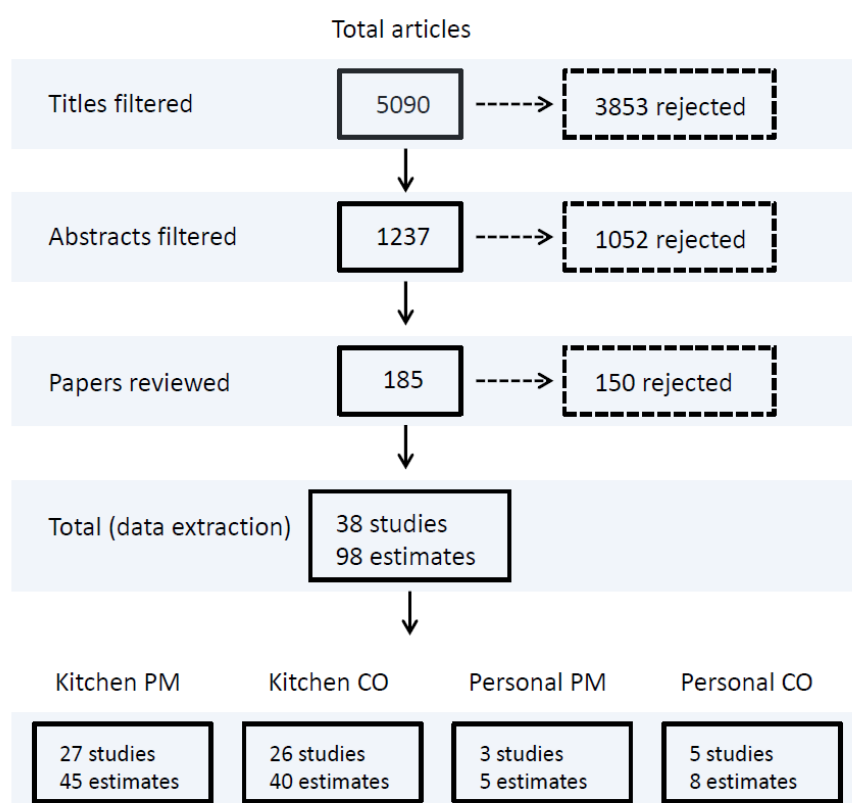 Total articles
Titles filtered
5090
3853 rejected
Abstracts filtered
1237
1052 rejected
Papers reviewed
185
150 rejected
Total (data extraction)
38 studies
98 estimates
Kitchen PM
Kitchen CO
Personal PM
Personal CO
27 studies
45 estimates
26 studies
40 estimates
3 studies
5 estimates
5 studies
8 estimates